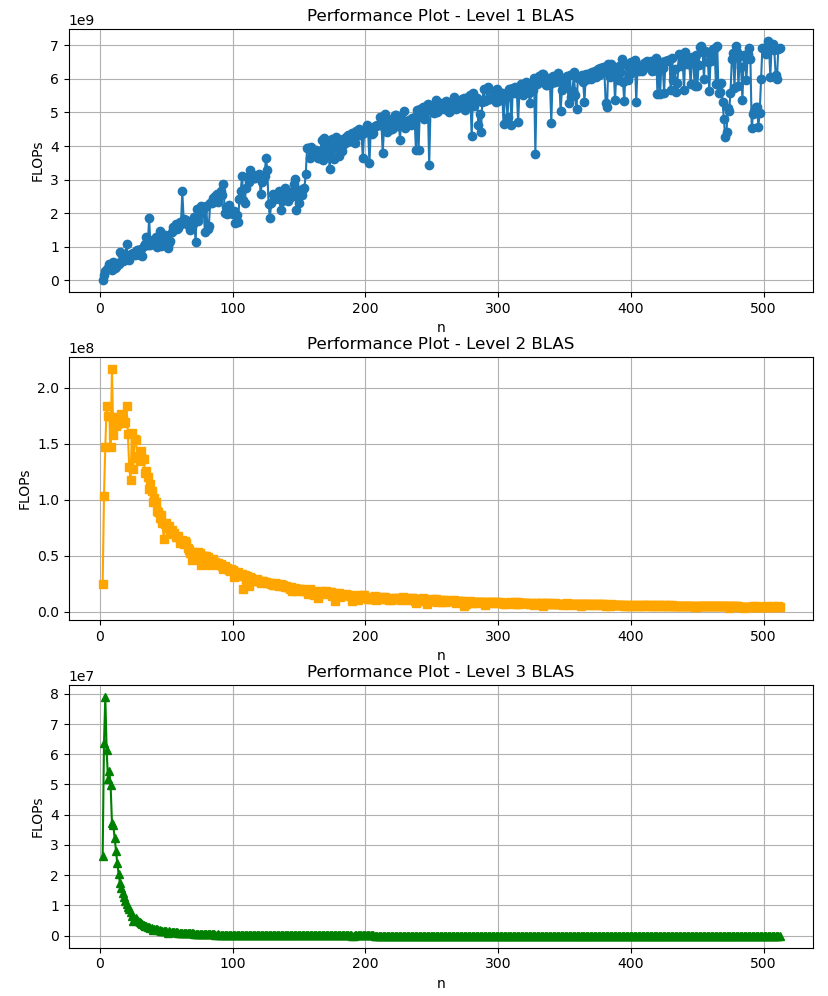 Performance Plot - Level 1 BLAS
1e9
7
6
5
4
3
2
1
0
FLOPs
0 100 200 300 400 500
n
Performance Plot - Level 2 BLAS
1e8
2.0
1.5
1.0
0.5
0.0
FLOPs
0 100 200 300 400 500
n
Performance Plot - Level 3 BLAS
1e7
8
7
6
5
4
3
2
1
0
FLOPs
0 100 200 300 400 500
n